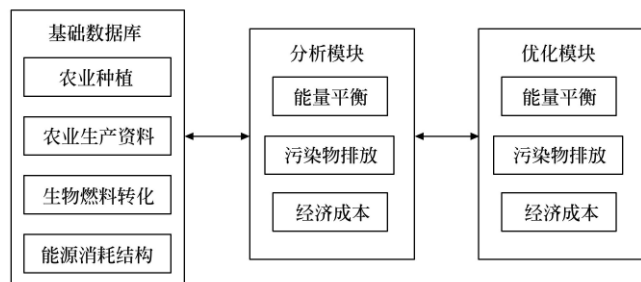 基础数据库
农业种植
农业生产资料
生物燃料转化
能源消耗结构
分析模块
能量平衡
污染物排放
经济成本
优化模块
能量平衡
污染物排放
经济成本